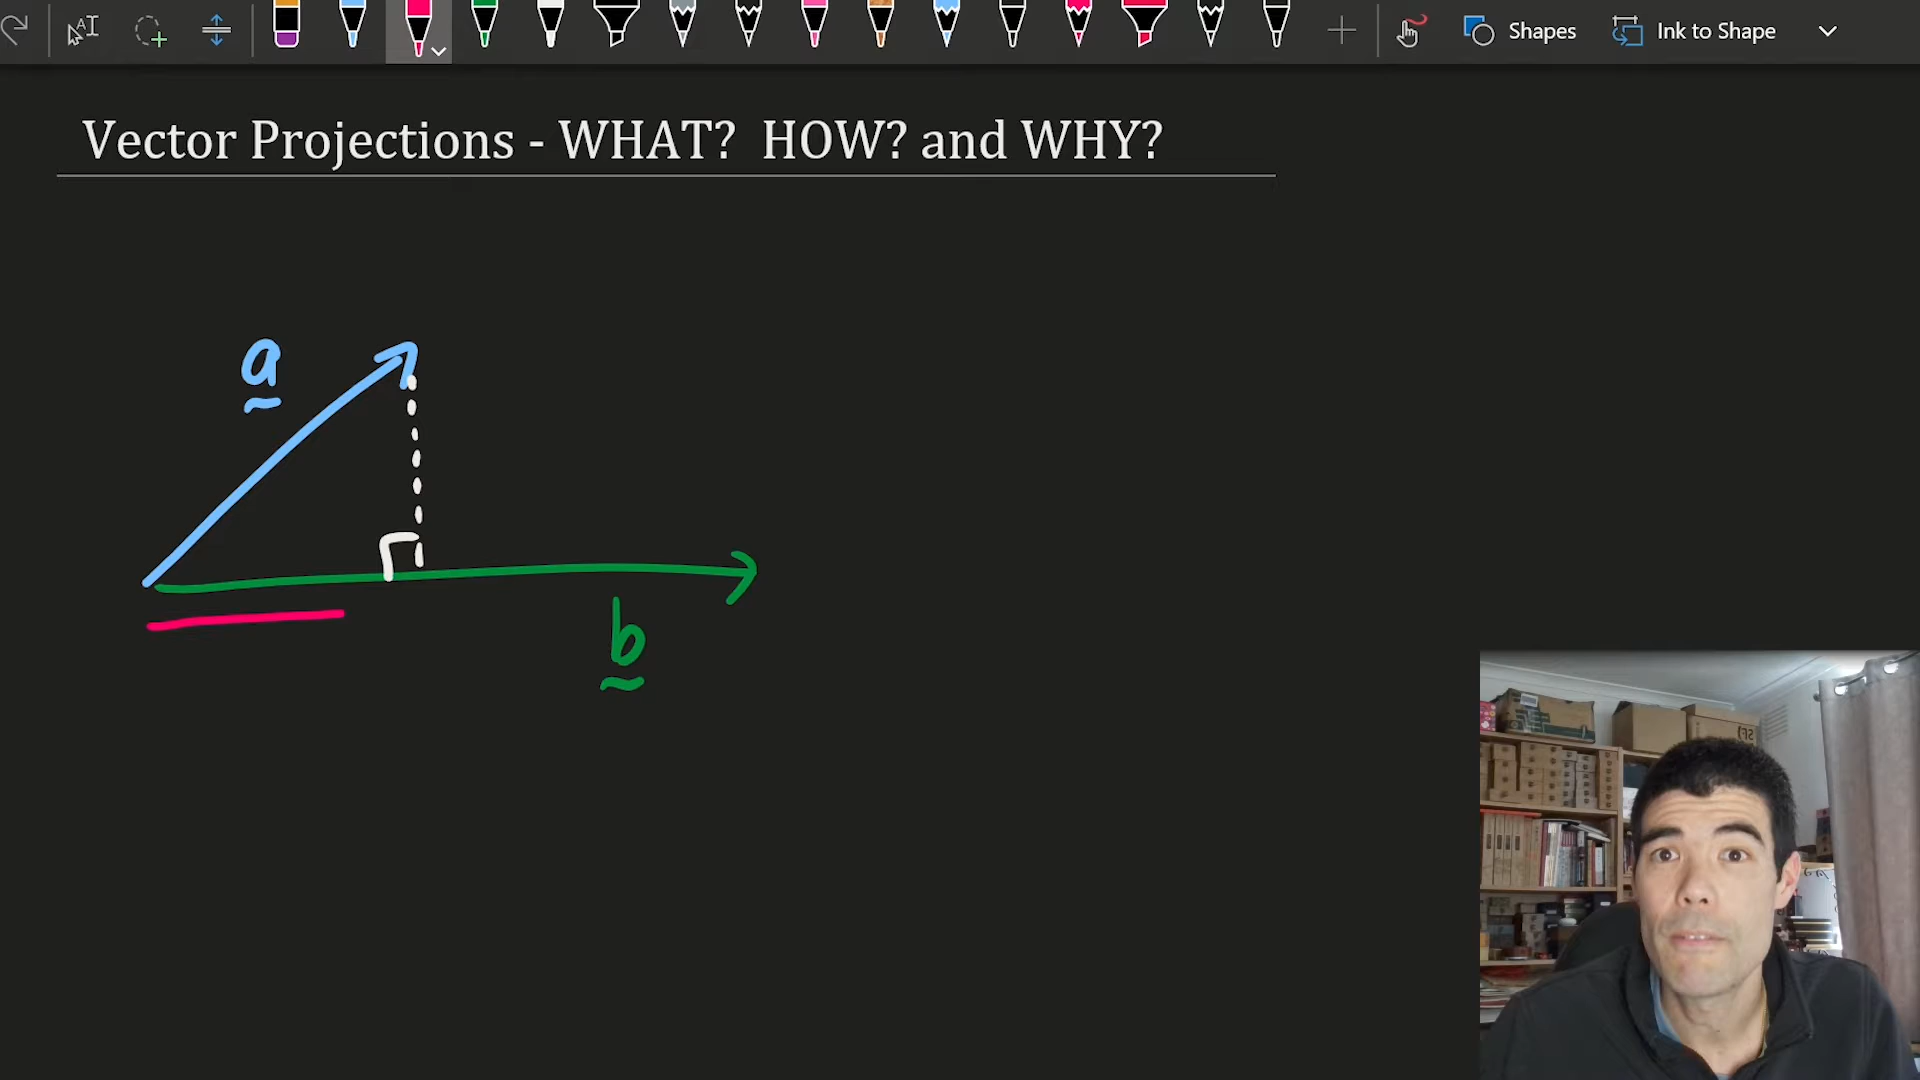 Shapes
Ink to Shape
Vector Projections - WHAT? HOW? and WHY?
a
b